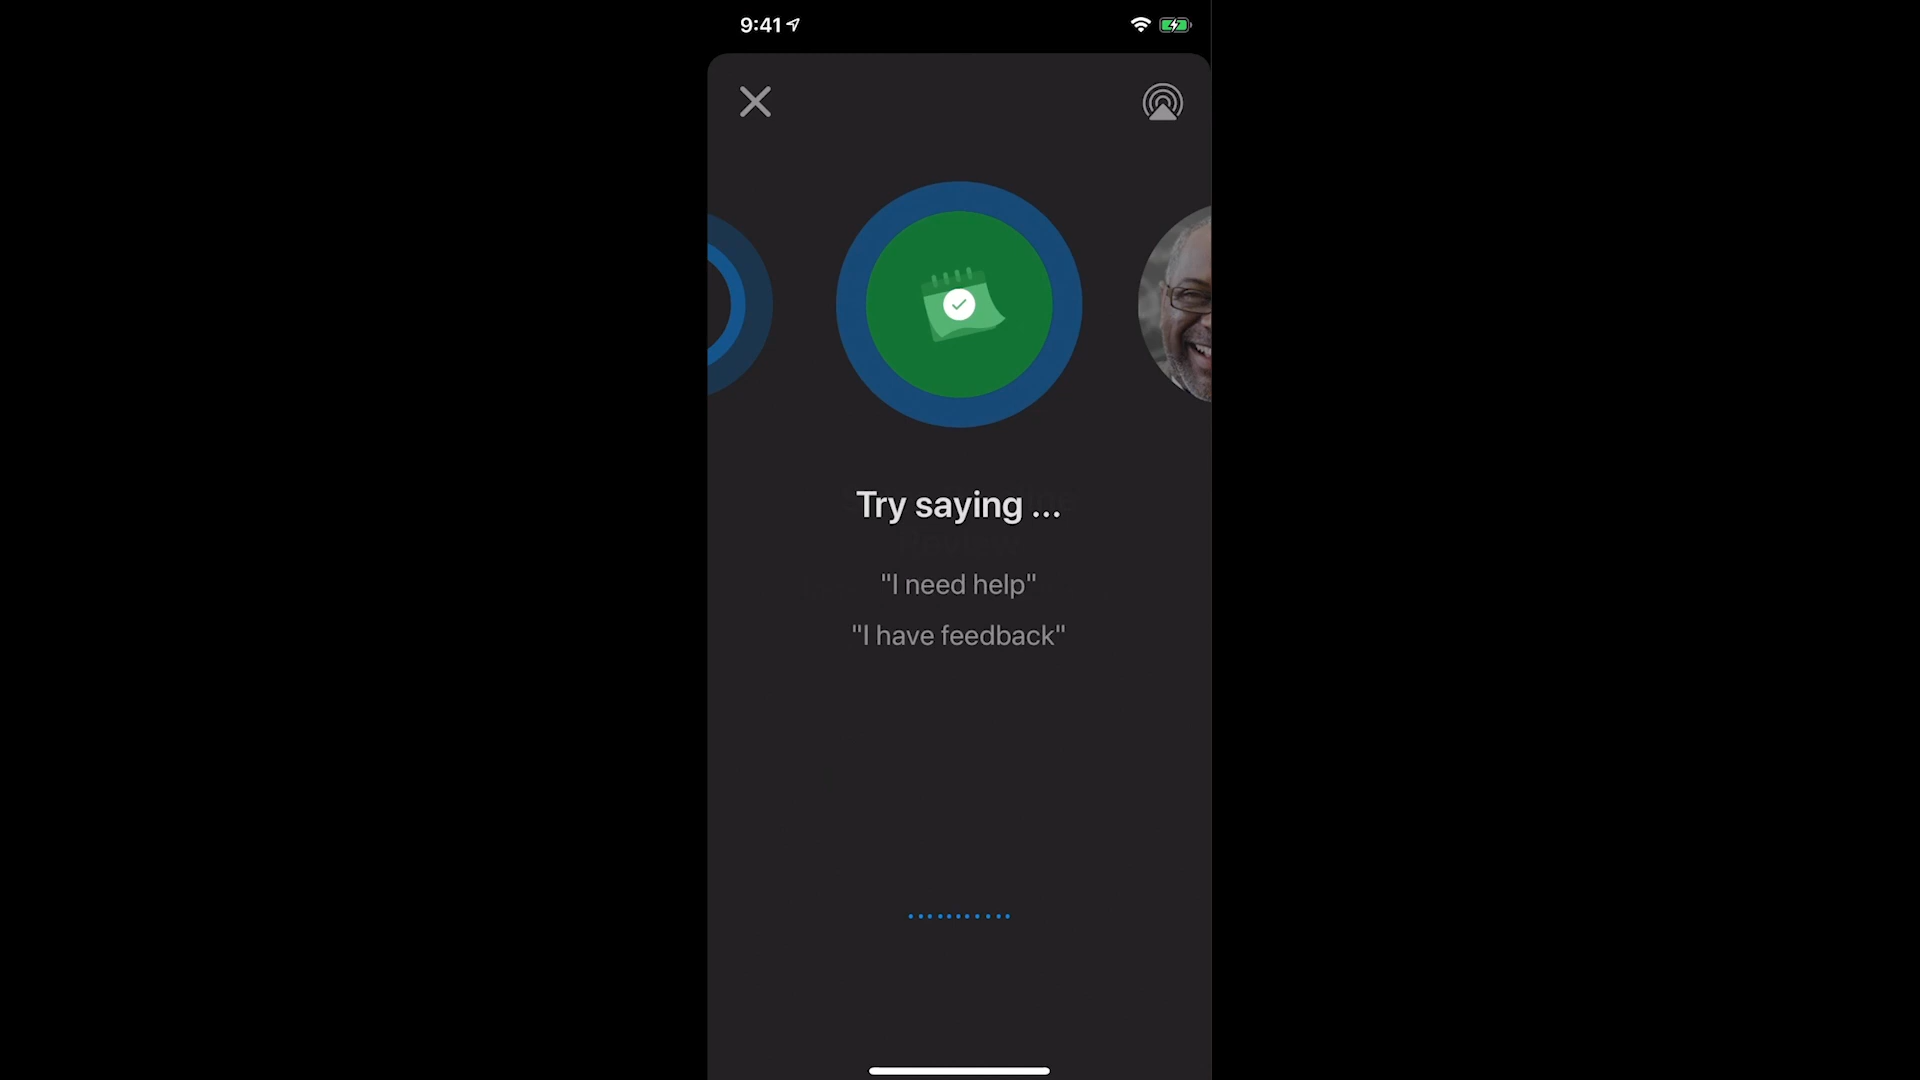 9:41
Try saying ...
"I need help"
"I have feedback"